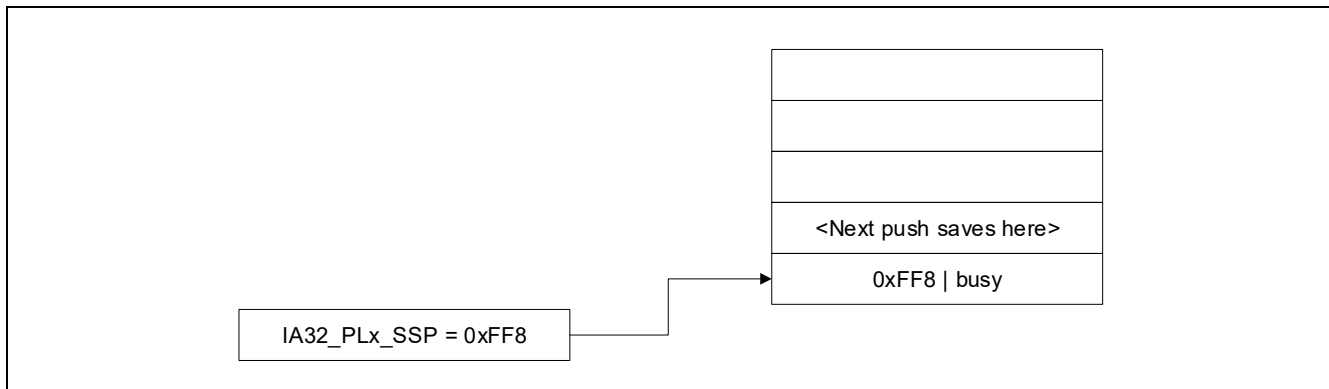 <Next push saves here>
0xFF8 | busy
IA32_PLx_SSP = 0xFF8